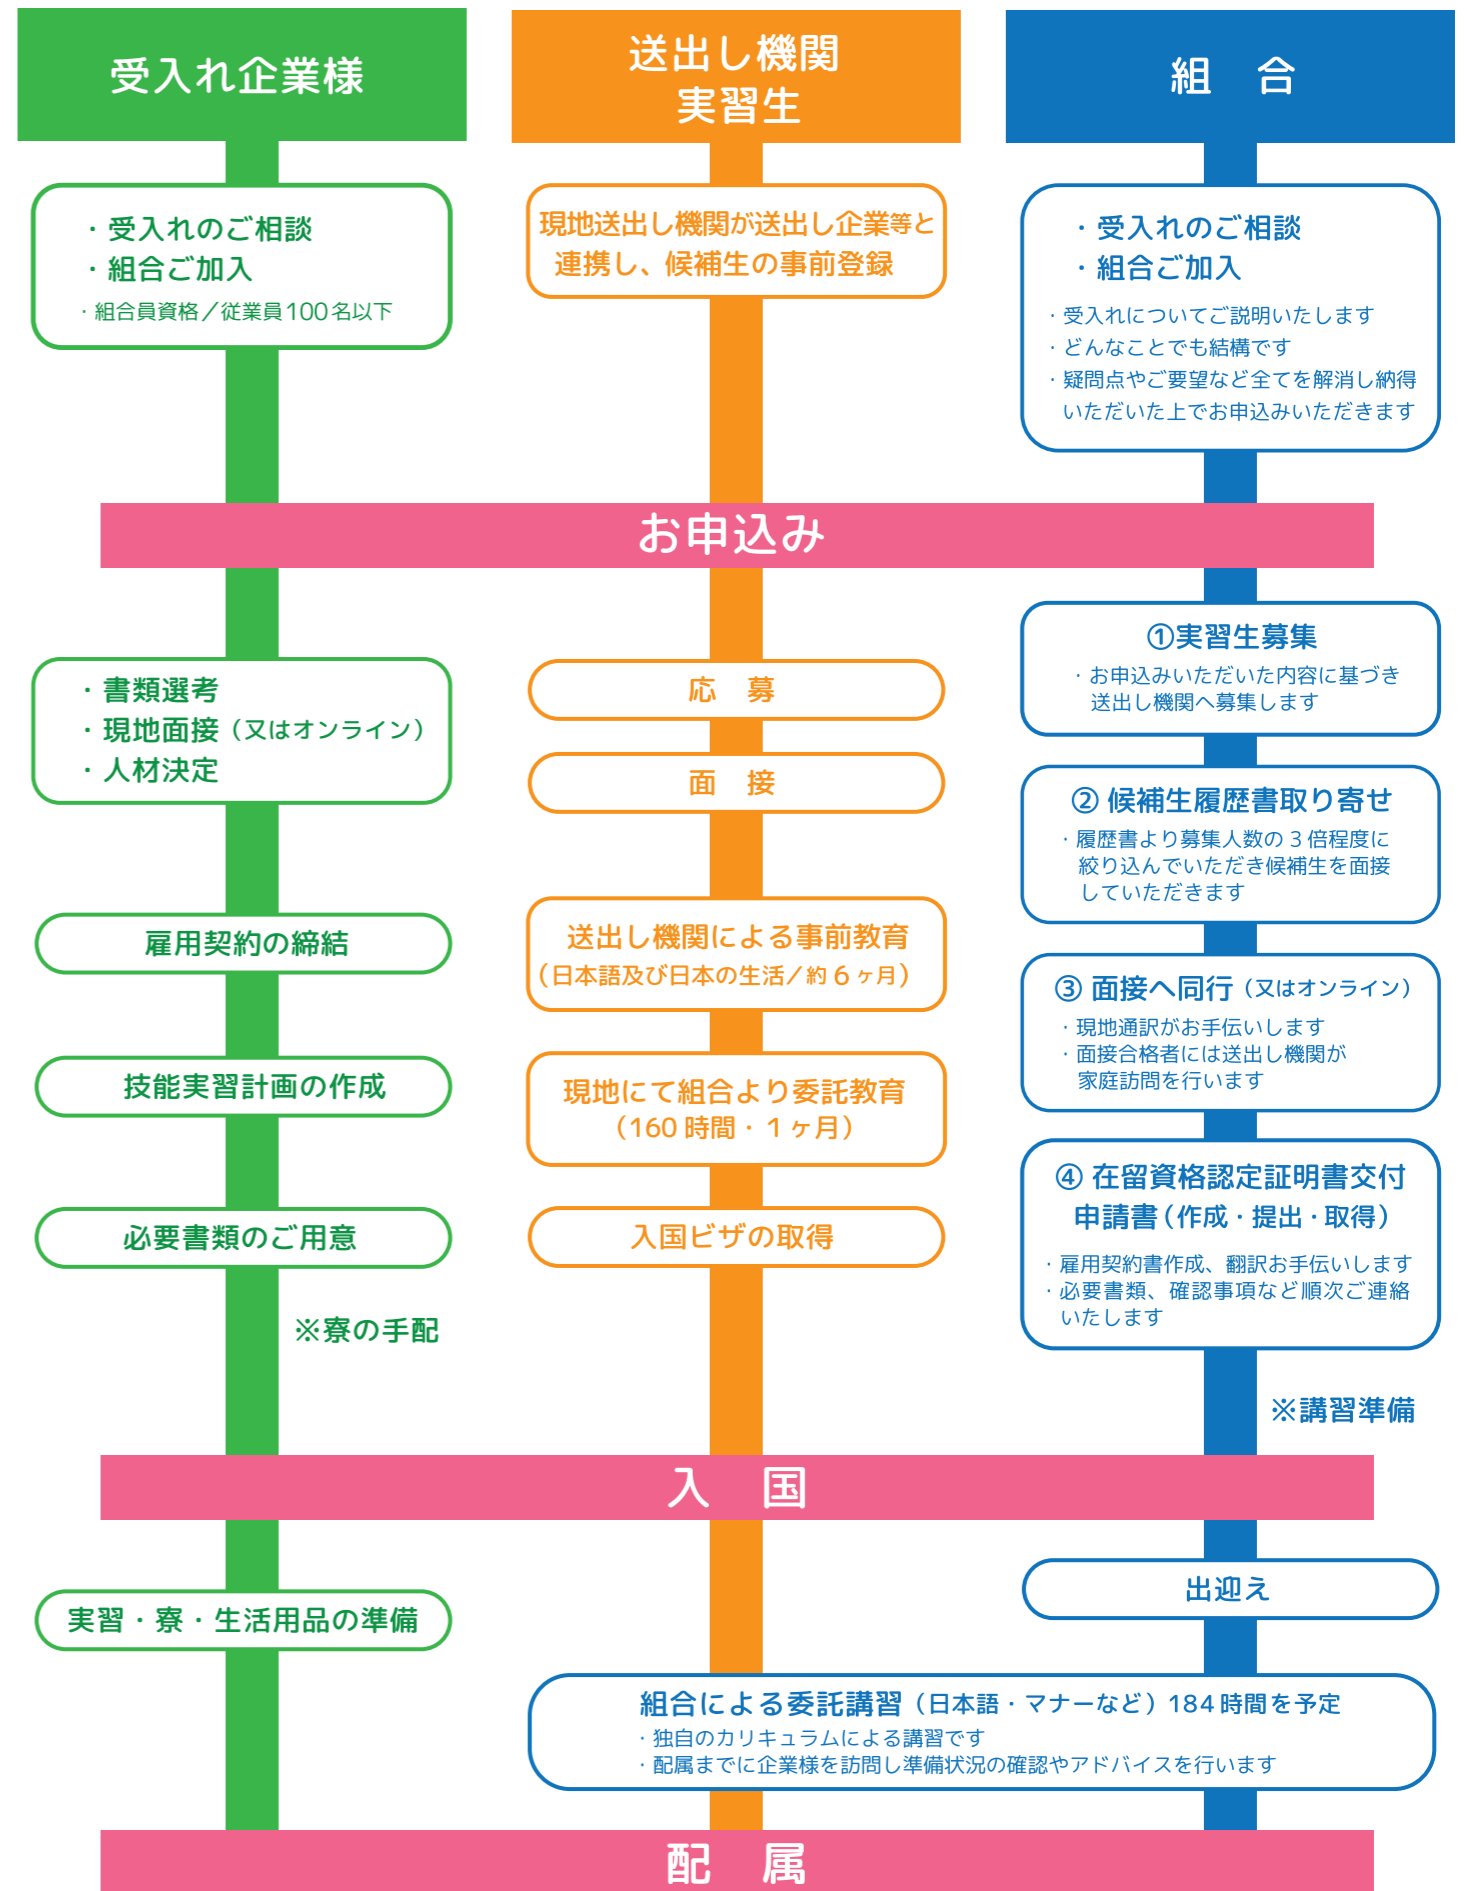 受入れ企業様
送出し機関
実習生
組　合
・受入れのご相談
・組合ご加入
・組合員資格／従業員100名以下
現地送出し機関が送出し企業等と
連携し、候補生の事前登録
・受入れのご相談
・組合ご加入
・受入れについてご説明いたします
・どんなことでも結構です
・疑問点やご要望など全てを解消し納得
いただいた上でお申込みいただきます
お申込み
・書類選考
・現地面接（又はオンライン）
・人材決定
雇用契約の締結
技能実習計画の作成
必要書類のご用意
※寮の手配
応　募
面　接
送出し機関による事前教育
（日本語及び日本の生活／約6ヶ月）
現地にて組合より委託教育
（160時間・1ヶ月）
入国ビザの取得
①実習生募集
・お申込みいただいた内容に基づき
送出し機関へ募集します
② 候補生履歴書取り寄せ
・履歴書より募集人数の3倍程度に
絞り込んでいただき候補生を面接
していただきます
③ 面接へ同行（又はオンライン）
・現地通訳がお手伝いします
・面接合格者には送出し機関が
家庭訪問を行います
④ 在留資格認定証明書交付
申請書（作成・提出・取得）
・雇用契約書作成、翻訳お手伝いします
・必要書類、確認事項など順次ご連絡
いたします
※講習準備
入　国
実習・寮・生活用品の準備
出迎え
組合による委託講習（日本語・マナーなど）184時間を予定
・独自のカリキュラムによる講習です
・配属までに企業様を訪問し準備状況の確認やアドバイスを行います
配　属